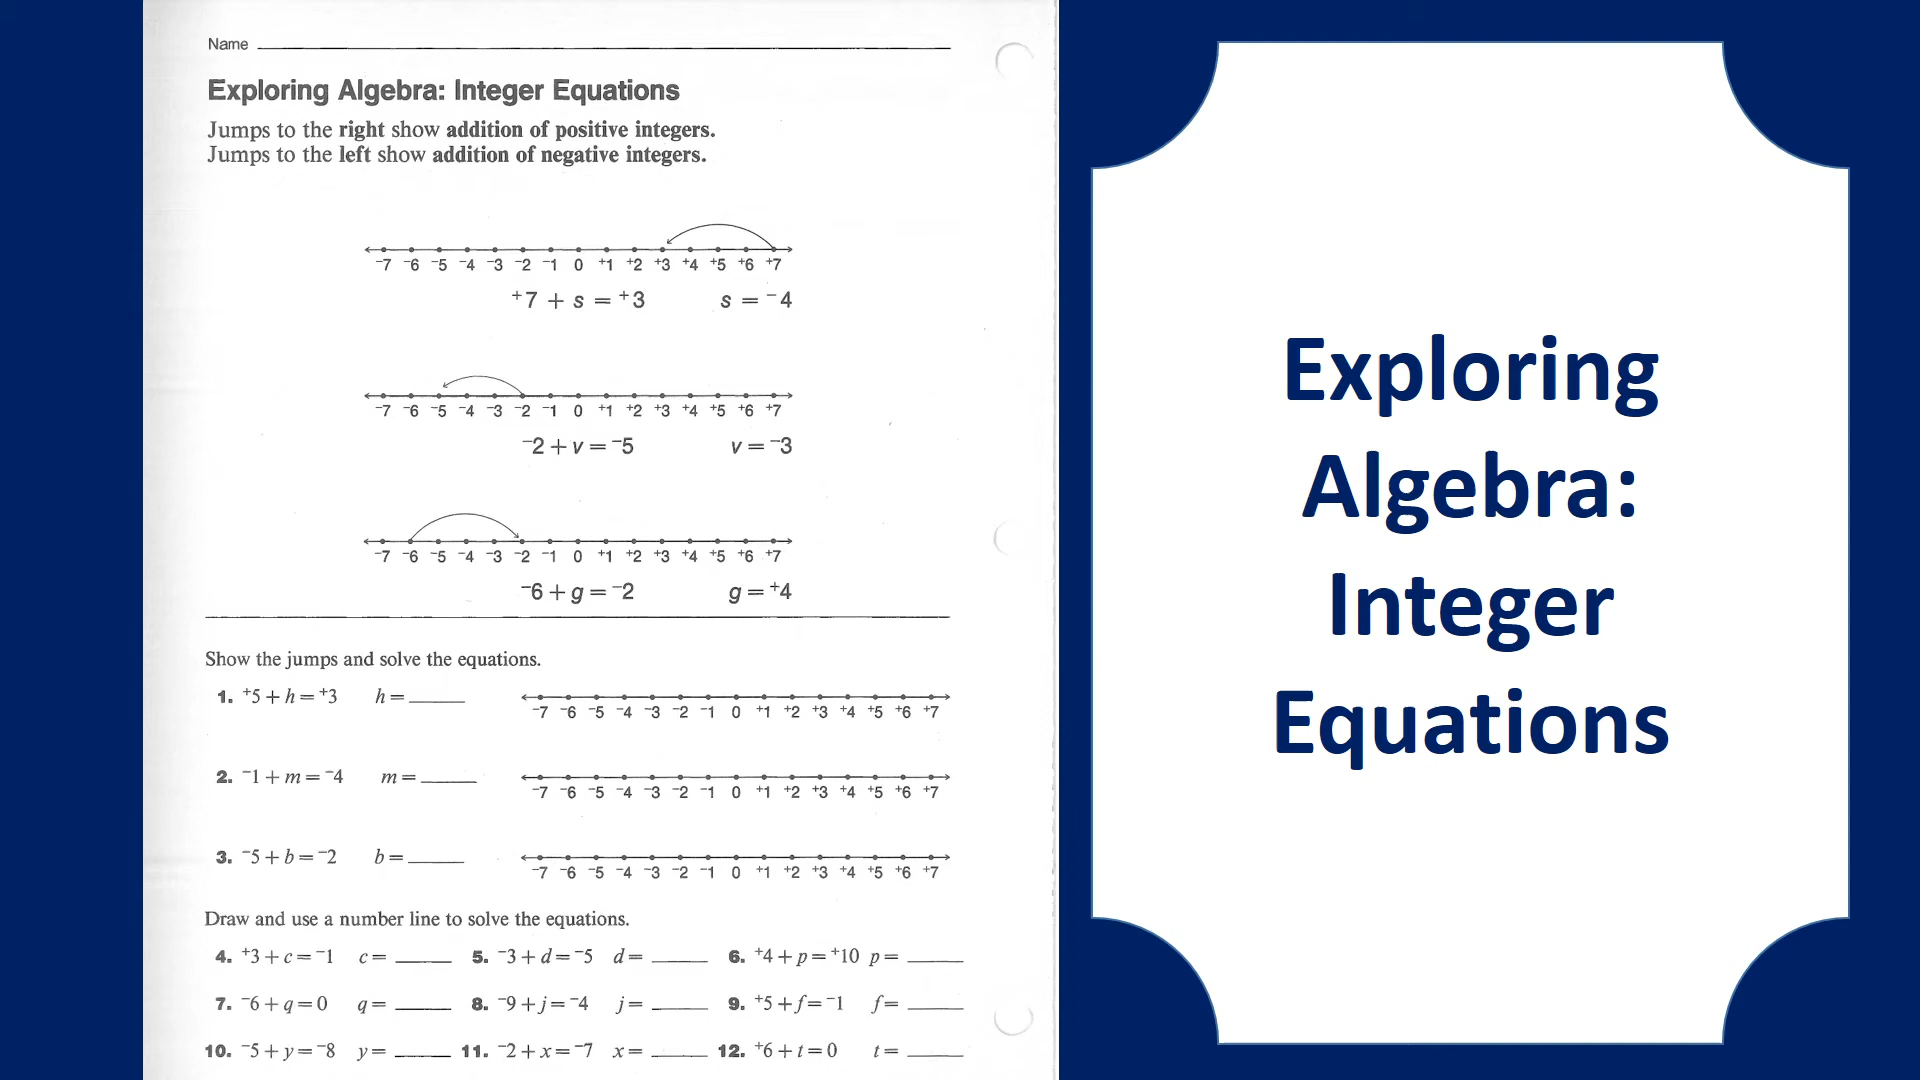 Name
Exploring Algebra: Integer Equations
Jumps to the right show addition of positive integers.
Jumps to the left show addition of negative integers.
⁻7 ⁻6 ⁻5 ⁻4 ⁻3 ⁻2 ⁻1 0 ⁺1 ⁺2 ⁺3 ⁺4 ⁺5 ⁺6 ⁺7
⁺7 + s = ⁺3 s = ⁻4
⁻7 ⁻6 ⁻5 ⁻4 ⁻3 ⁻2 ⁻1 0 ⁺1 ⁺2 ⁺3 ⁺4 ⁺5 ⁺6 ⁺7
⁻2 + v = ⁻5 v = ⁻3
⁻7 ⁻6 ⁻5 ⁻4 ⁻3 ⁻2 ⁻1 0 ⁺1 ⁺2 ⁺3 ⁺4 ⁺5 ⁺6 ⁺7
⁻6 + g = ⁻2 g = ⁺4
Show the jumps and solve the equations.
1. ⁺5 + h = ⁺3 h =
⁻7 ⁻6 ⁻5 ⁻4 ⁻3 ⁻2 ⁻1 0 ⁺1 ⁺2 ⁺3 ⁺4 ⁺5 ⁺6 ⁺7
2. ⁻1 + m = ⁻4 m =
⁻7 ⁻6 ⁻5 ⁻4 ⁻3 ⁻2 ⁻1 0 ⁺1 ⁺2 ⁺3 ⁺4 ⁺5 ⁺6 ⁺7
3. ⁻5 + b = ⁻2 b =
⁻7 ⁻6 ⁻5 ⁻4 ⁻3 ⁻2 ⁻1 0 ⁺1 ⁺2 ⁺3 ⁺4 ⁺5 ⁺6 ⁺7
Draw and use a number line to solve the equations.
4. ⁺3 + c = ⁻1 c = 5. ⁻3 + d = ⁻5 d = 6. ⁺4 + p = ⁺10 p =
7. ⁻6 + q = 0 q = 8. ⁻9 + j = ⁻4 j = 9. ⁺5 + f = ⁻1 f =
10. ⁻5 + y = ⁻8 y = 11. ⁻2 + x = ⁻7 x = 12. ⁺6 + t = 0 t =
Exploring
Algebra:
Integer
Equations